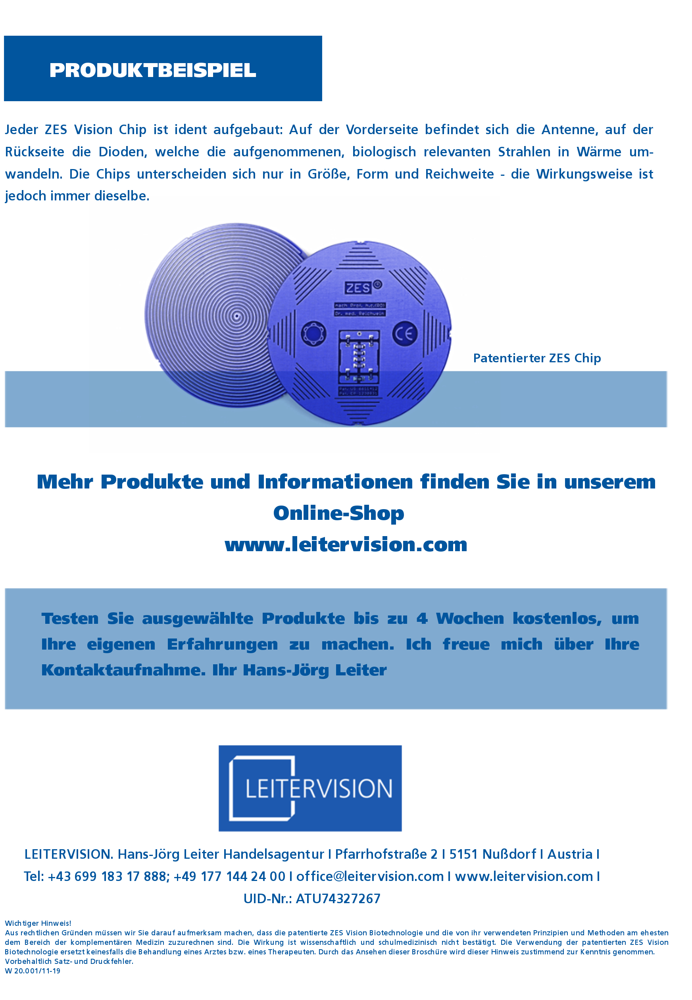 PRODUKTBEISPIEL
Jeder ZES Vision Chip ist ident aufgebaut: Auf der Vorderseite befindet sich die Antenne, auf der
Rückseite die Dioden, welche die aufgenommenen, biologisch relevanten Strahlen in Wärme um-
wandeln. Die Chips unterscheiden sich nur in Größe, Form und Reichweite - die Wirkungsweise ist
jedoch immer dieselbe.
ZES
nach Prof. h.c.(RO)
Dr. med. Reichwein
CE
Patentierter ZES Chip
Pat. US 6611412
Pat. EP 1230831
Mehr Produkte und Informationen finden Sie in unserem
Online-Shop
www.leitervision.com
Testen Sie ausgewählte Produkte bis zu 4 Wochen kostenlos, um
Ihre eigenen Erfahrungen zu machen. Ich freue mich über Ihre
Kontaktaufnahme. Ihr Hans-Jörg Leiter
LEITERVISION
LEITERVISION. Hans-Jörg Leiter Handelsagentur I Pfarrhofstraße 2 I 5151 Nußdorf I Austria I
Tel: +43 699 183 17 888; +49 177 144 24 00 I office@leitervision.com I www.leitervision.com I
UID-Nr.: ATU74327267
Wichtiger Hinweis!
Aus rechtlichen Gründen müssen wir Sie darauf aufmerksam machen, dass die patentierte ZES Vision Biotechnologie und die von ihr verwendeten Prinzipien und Methoden am ehesten
dem Bereich der komplementären Medizin zuzurechnen sind. Die Wirkung ist wissenschaftlich und schulmedizinisch nicht bestätigt. Die Verwendung der patentierten ZES Vision
Biotechnologie ersetzt keinesfalls die Behandlung eines Arztes bzw. eines Therapeuten. Durch das Ansehen dieser Broschüre wird dieser Hinweis zustimmend zur Kenntnis genommen.
Vorbehaltlich Satz- und Druckfehler.
W 20.001/11-19